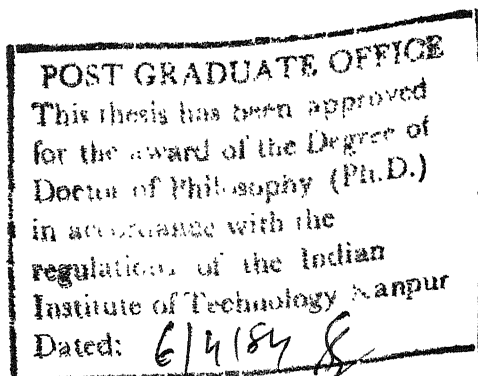 POST GRADUATE OFFICE
This thesis has been approved
for the award of the Degree of
Doctor of Philosophy (Ph.D.)
in accordance with the
regulations of the Indian
Institute of Technology Kanpur
Dated: 6/4/84